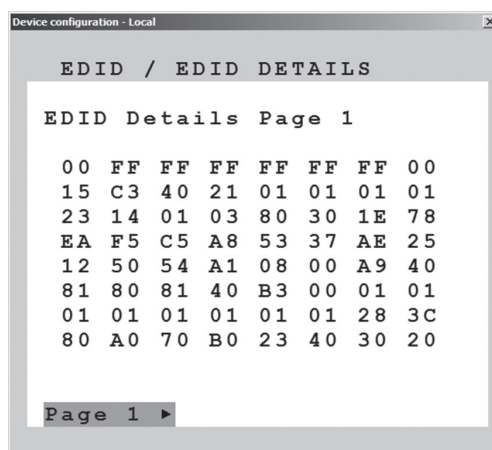 Device configuration - Local
EDID / EDID DETAILS
EDID Details Page 1
00 FF FF FF FF FF FF 00
15 C3 40 21 01 01 01 01
23 14 01 03 80 30 1E 78
EA F5 C5 A8 53 37 AE 25
12 50 54 A1 08 00 A9 40
81 80 81 40 B3 00 01 01
01 01 01 01 01 01 28 3C
80 A0 70 B0 23 40 30 20
Page 1 ►